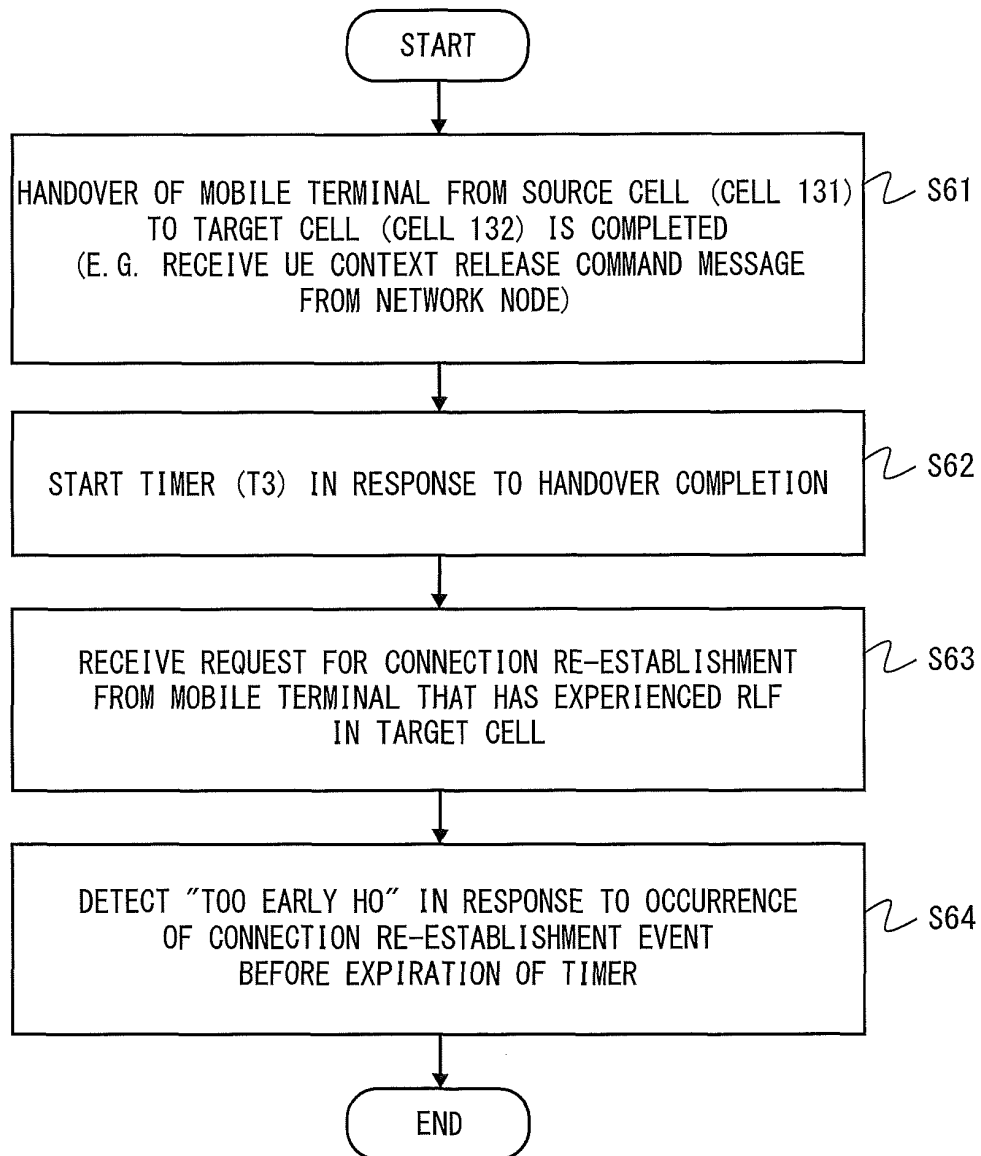 START
HANDOVER OF MOBILE TERMINAL FROM SOURCE CELL (CELL 131)
TO TARGET CELL (CELL 132) IS COMPLETED
(E.G. RECEIVE UE CONTEXT RELEASE COMMAND MESSAGE
FROM NETWORK NODE)
S61
START TIMER (T3) IN RESPONSE TO HANDOVER COMPLETION
S62
RECEIVE REQUEST FOR CONNECTION RE-ESTABLISHMENT
FROM MOBILE TERMINAL THAT HAS EXPERIENCED RLF
IN TARGET CELL
S63
DETECT "TOO EARLY HO" IN RESPONSE TO OCCURRENCE
OF CONNECTION RE-ESTABLISHMENT EVENT
BEFORE EXPIRATION OF TIMER
S64
END